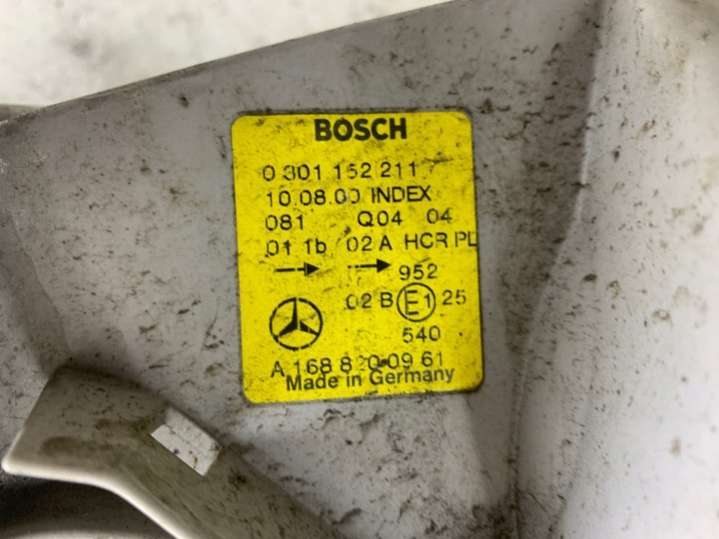 BOSCH
0 301 152 211
10.08.00 INDEX
081 Q04 04
01 1b 02 A HCR PL
952
02 B E1 25
540
A 168 820 09 61
Made in Germany